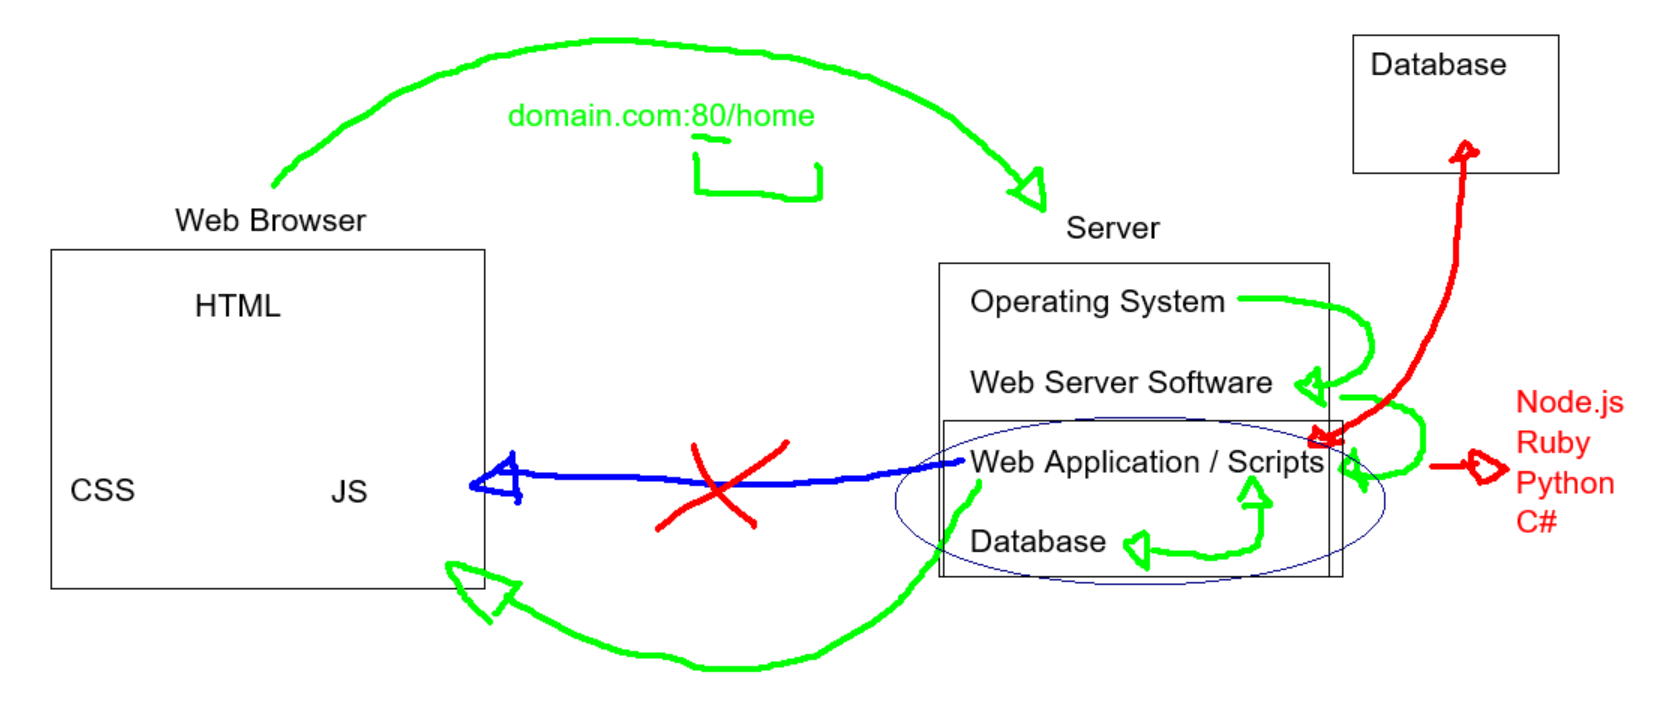 Database
domain.com:80/home
Web Browser
Server
HTML
Operating System
Web Server Software
Node.js
Ruby
Web Application / Scripts
Python
CSS
JS
C#
Database